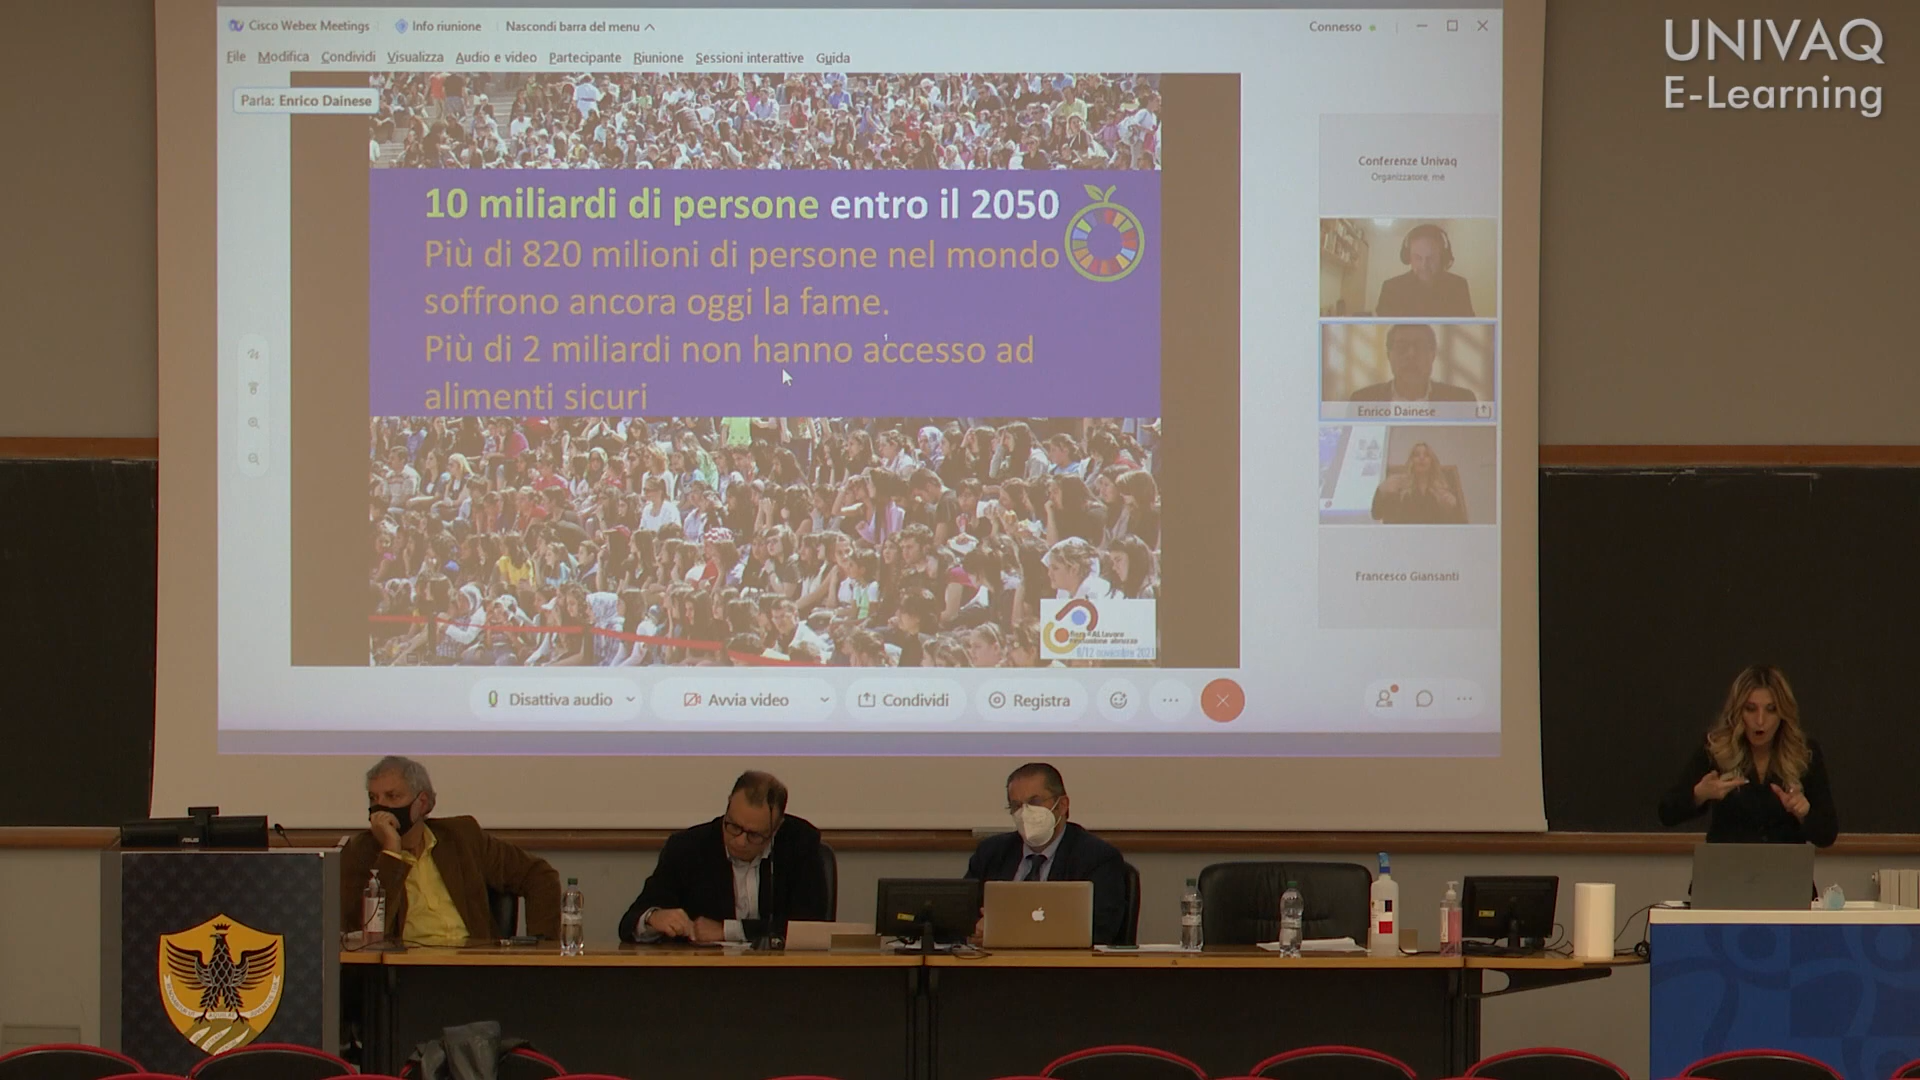 UNIVAQ
E-Learning
Cisco Webex Meetings
Info riunione
Nascondi barra del menu
Connesso
File Modifica Condividi Visualizza Audio e video Partecipante Riunione Sessioni interattive Guida
Parla: Enrico Dainese
10 miliardi di persone entro il 2050
Più di 820 milioni di persone nel mondo
soffrono ancora oggi la fame.
Più di 2 miliardi non hanno accesso ad
alimenti sicuri
Conferenze Univaq
Organizzatore, me
Enrico Dainese
Francesco Giansanti
Disattiva audio
Avvia video
Condividi
Registra